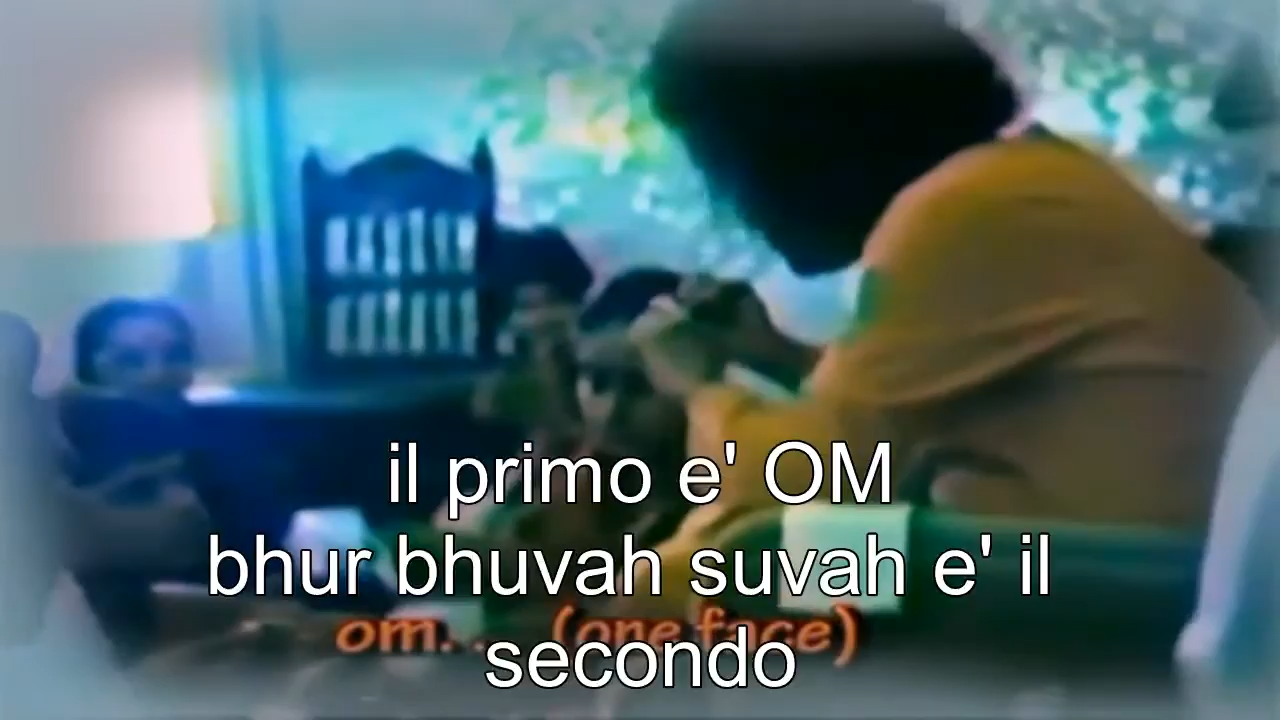 il primo e' OM
bhur bhuvah suvah e' il
om... (one face)
secondo